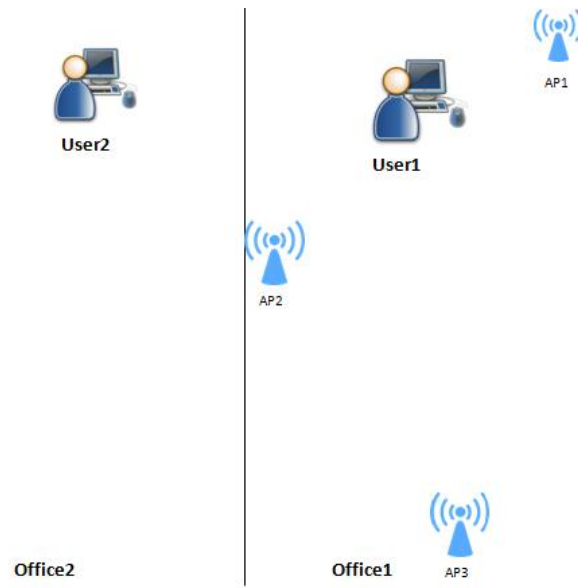 AP1
User2
User1
AP2
Office2
Office1
AP3